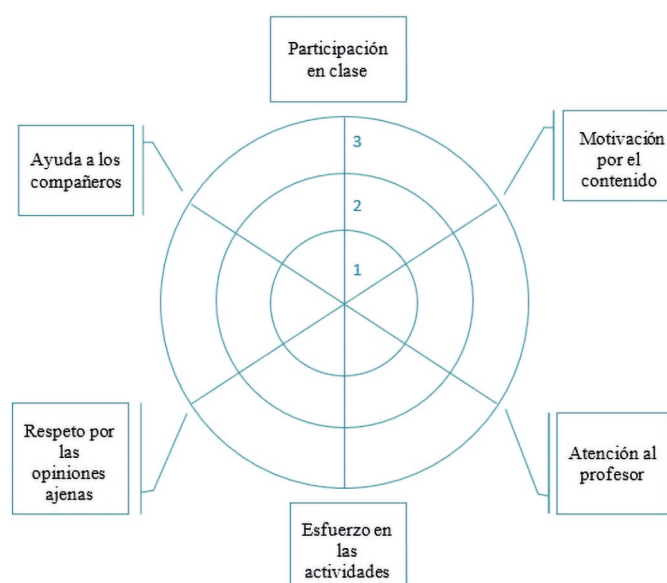 Participación
en clase
Ayuda a los
compañeros
3
Motivación
por el
contenido
2
1
Respeto por
las
opiniones
ajenas
Atención al
profesor
Esfuerzo en
las
actividades